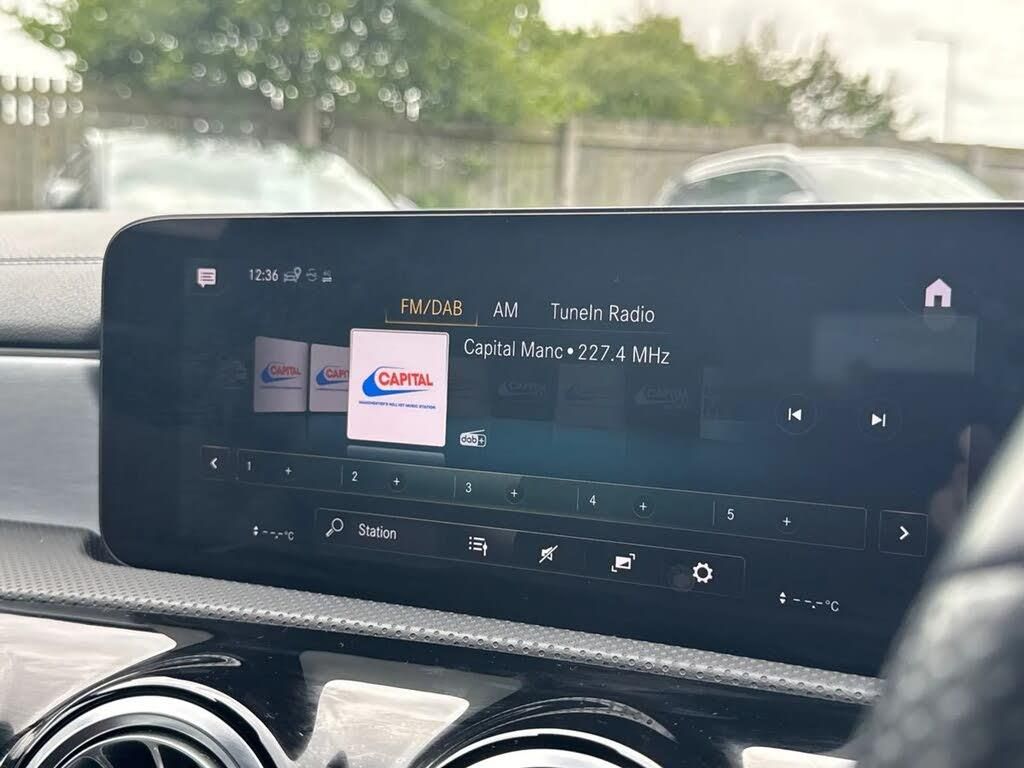 12:36
FM/DAB AM TuneIn Radio
Capital Manc • 227.4 MHz
CAPITAL
CAPI
CAPITAL
MANCHESTER'S NO.1 HIT MUSIC STATION
dab+
1 + 2 + 3 + 4 + 5 +
--.-°C
Station
--.-°C